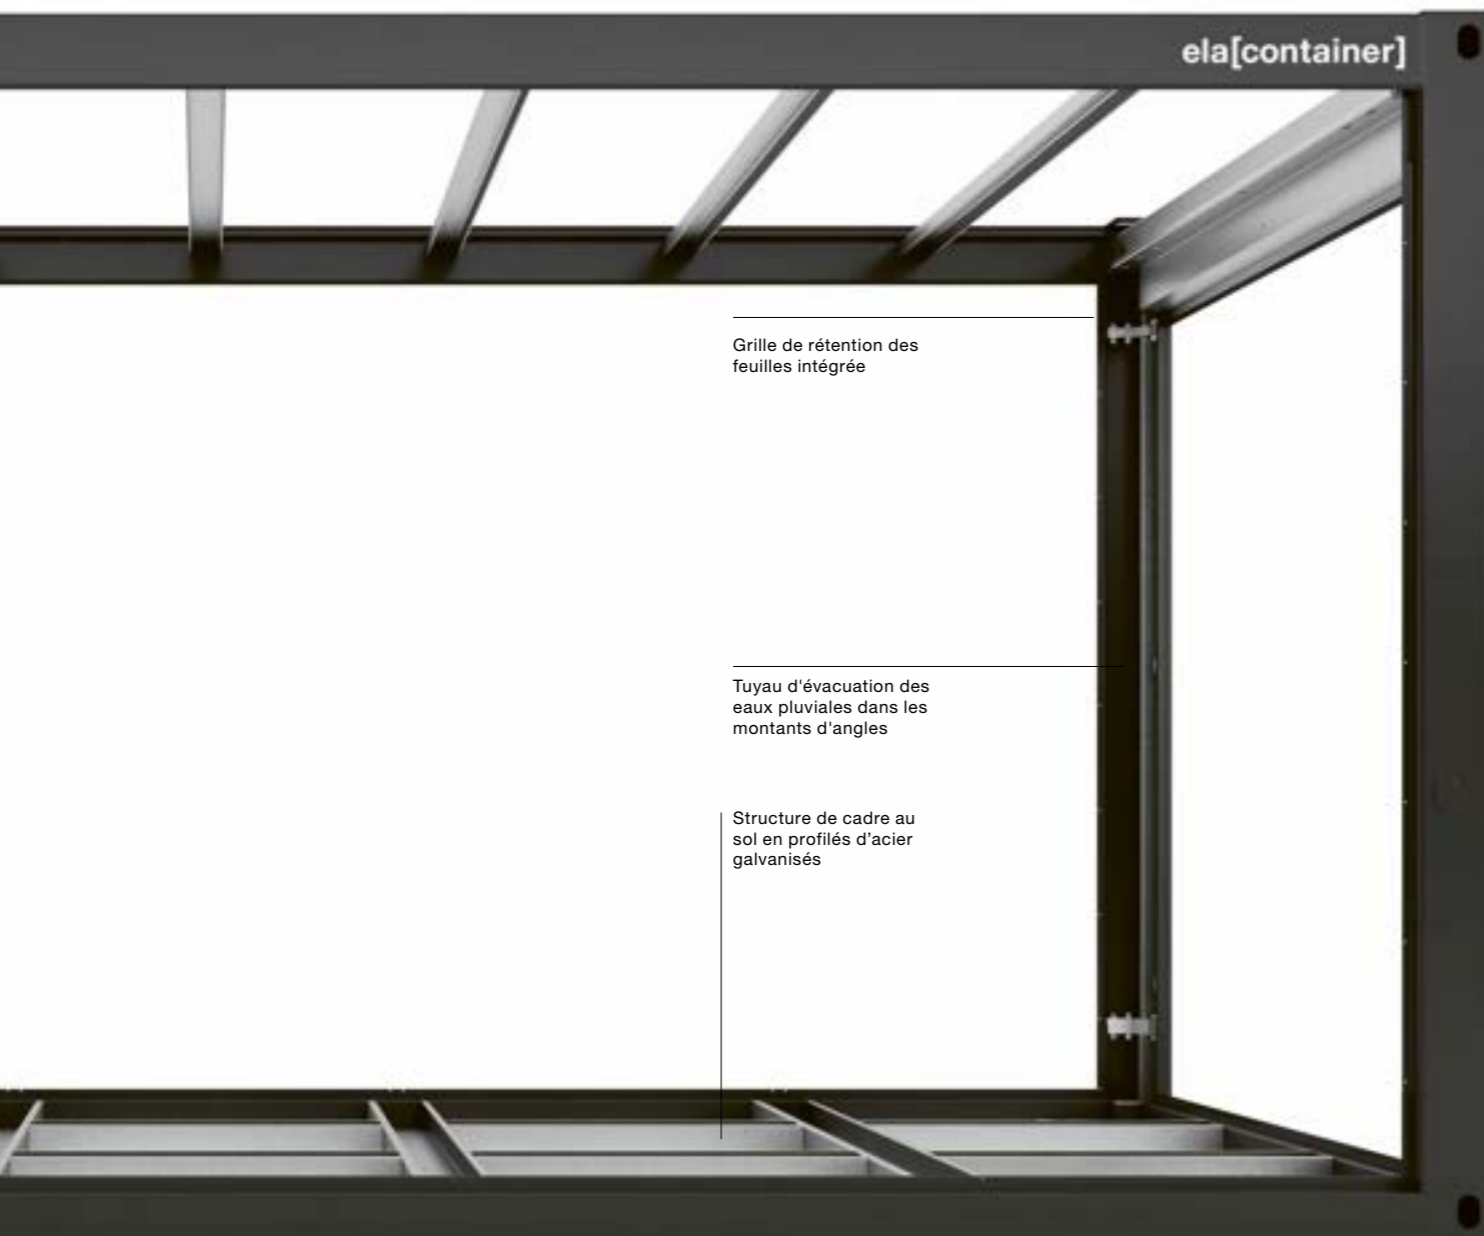 ela[container]
Grille de rétention des
feuilles intégrée
Tuyau d'évacuation des
eaux pluviales dans les
montants d'angles
Structure de cadre au
sol en profilés d’acier
galvanisés